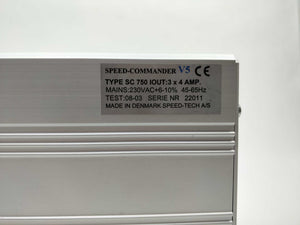 SPEED-COMMANDER V5 CE
TYPE SC 750 IOUT:3 x 4 AMP.
MAINS:230VAC+6-10% 45-65Hz
TEST:08-03 SERIE NR 22011
MADE IN DENMARK SPEED-TECH A/S